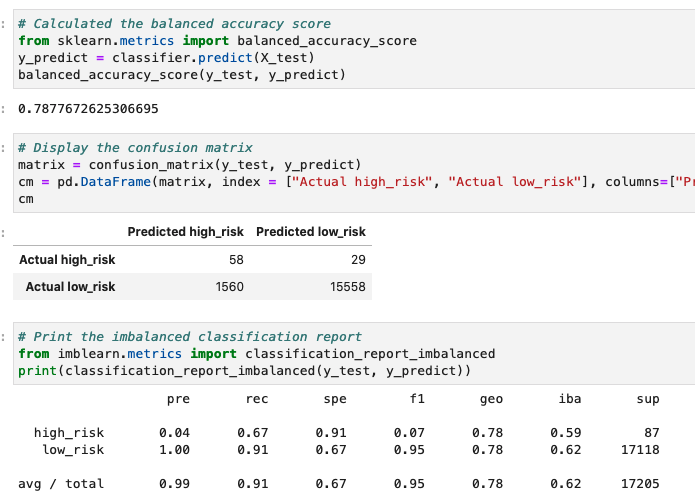 # Calculated the balanced accuracy score
from sklearn.metrics import balanced_accuracy_score
y_predict = classifier.predict(X_test)
balanced_accuracy_score(y_test, y_predict)
0.7877672625306695
# Display the confusion matrix
matrix = confusion_matrix(y_test, y_predict)
cm = pd.DataFrame(matrix, index = ["Actual high_risk", "Actual low_risk"], columns=["Pr
cm
Predicted high_risk Predicted low_risk
Actual high_risk 58 29
Actual low_risk 1560 15558
# Print the imbalanced classification report
from imblearn.metrics import classification_report_imbalanced
print(classification_report_imbalanced(y_test, y_predict))
pre rec spe f1 geo iba sup
high_risk 0.04 0.67 0.91 0.07 0.78 0.59 87
low_risk 1.00 0.91 0.67 0.95 0.78 0.62 17118
avg / total 0.99 0.91 0.67 0.95 0.78 0.62 17205